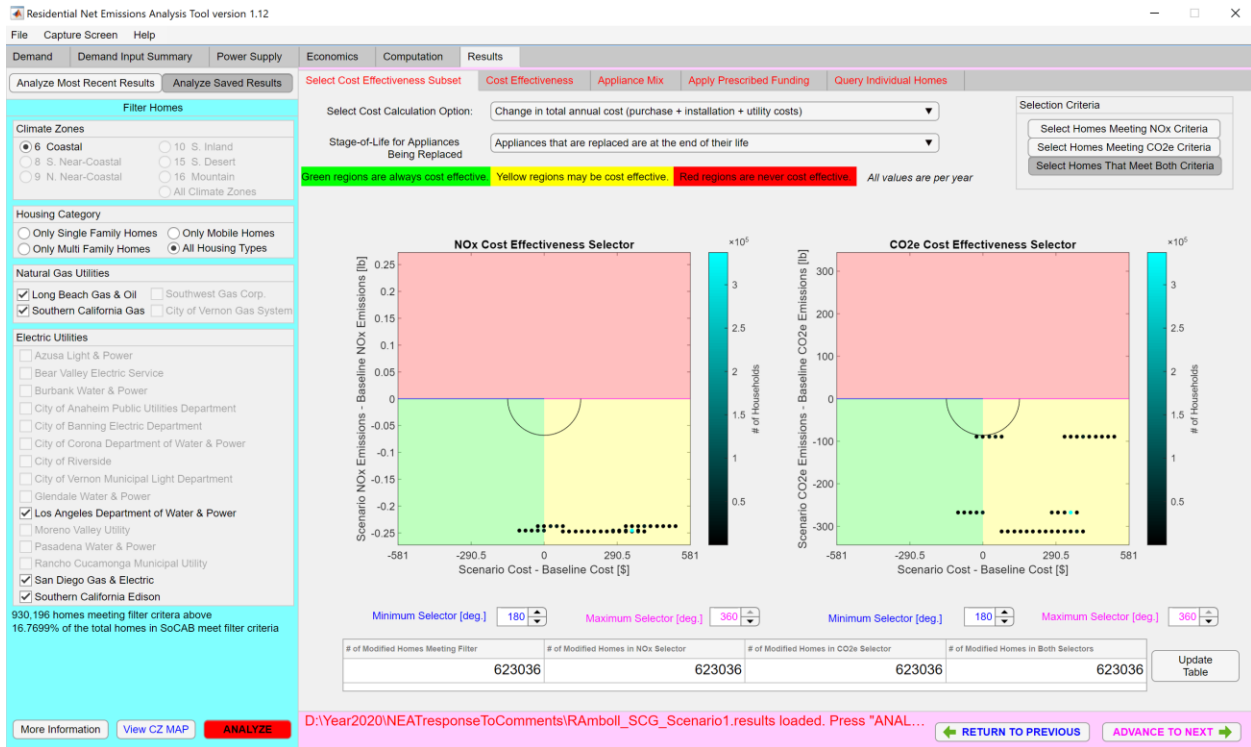 Residential Net Emissions Analysis Tool version 1.12
File Capture Screen Help
Demand Demand Input Summary Power Supply Economics Computation Results
Analyze Most Recent Results Analyze Saved Results
Filter Homes
Climate Zones
6 Coastal 10 S. Inland
8 S. Near-Coastal 15 S. Desert
9 N. Near-Coastal 16 Mountain
All Climate Zones
Housing Category
Only Single Family Homes Only Mobile Homes
Only Multi Family Homes All Housing Types
Natural Gas Utilities
Long Beach Gas & Oil Southwest Gas Corp.
Southern California Gas City of Vernon Gas System
Electric Utilities
Azusa Light & Power
Bear Valley Electric Service
Burbank Water & Power
City of Anaheim Public Utilities Department
City of Banning Electric Department
City of Corona Department of Water & Power
City of Riverside
City of Vernon Municipal Light Department
Glendale Water & Power
Los Angeles Department of Water & Power
Moreno Valley Utility
Pasadena Water & Power
Rancho Cucamonga Municipal Utility
San Diego Gas & Electric
Southern California Edison
930,196 homes meeting filter critera above
16.7699% of the total homes in SoCAB meet filter criteria
More Information View CZ MAP ANALYZE
Select Cost Effectiveness Subset Cost Effectiveness Appliance Mix Apply Prescribed Funding Query Individual Homes
Select Cost Calculation Option: Change in total annual cost (purchase + installation + utility costs)
Stage-of-Life for Appliances
Being Replaced
Appliances that are replaced are at the end of their life
Green regions are always cost effective. Yellow regions may be cost effective. Red regions are never cost effective. All values are per year
Selection Criteria
Select Homes Meeting NOx Criteria
Select Homes Meeting CO2e Criteria
Select Homes That Meet Both Criteria
NOx Cost Effectiveness Selector
Scenario NOx Emissions - Baseline NOx Emissions [lb]
0.25
0.2
0.15
0.1
0.05
0
-0.05
-0.1
-0.15
-0.2
-0.25
-581 -290.5 0 290.5 581
Scenario Cost - Baseline Cost [$]
×10⁵
3
2.5
2
1.5
1
0.5
# of Households
CO2e Cost Effectiveness Selector
Scenario CO2e Emissions - Baseline CO2e Emissions [lb]
300
200
100
0
-100
-200
-300
-581 -290.5 0 290.5 581
Scenario Cost - Baseline Cost [$]
×10⁵
3
2.5
2
1.5
1
0.5
# of Households
Minimum Selector [deg.] 180 Maximum Selector [deg.] 360 Minimum Selector [deg.] 180 Maximum Selector [deg.] 360
# of Modified Homes Meeting Filter # of Modified Homes in NOx Selector # of Modified Homes in CO2e Selector # of Modified Homes in Both Selectors
623036 623036 623036 623036
Update
Table
D:\Year2020\NEATresponseToComments\RAmboll_SCG_Scenario1.results loaded. Press "ANAL...
RETURN TO PREVIOUS ADVANCE TO NEXT